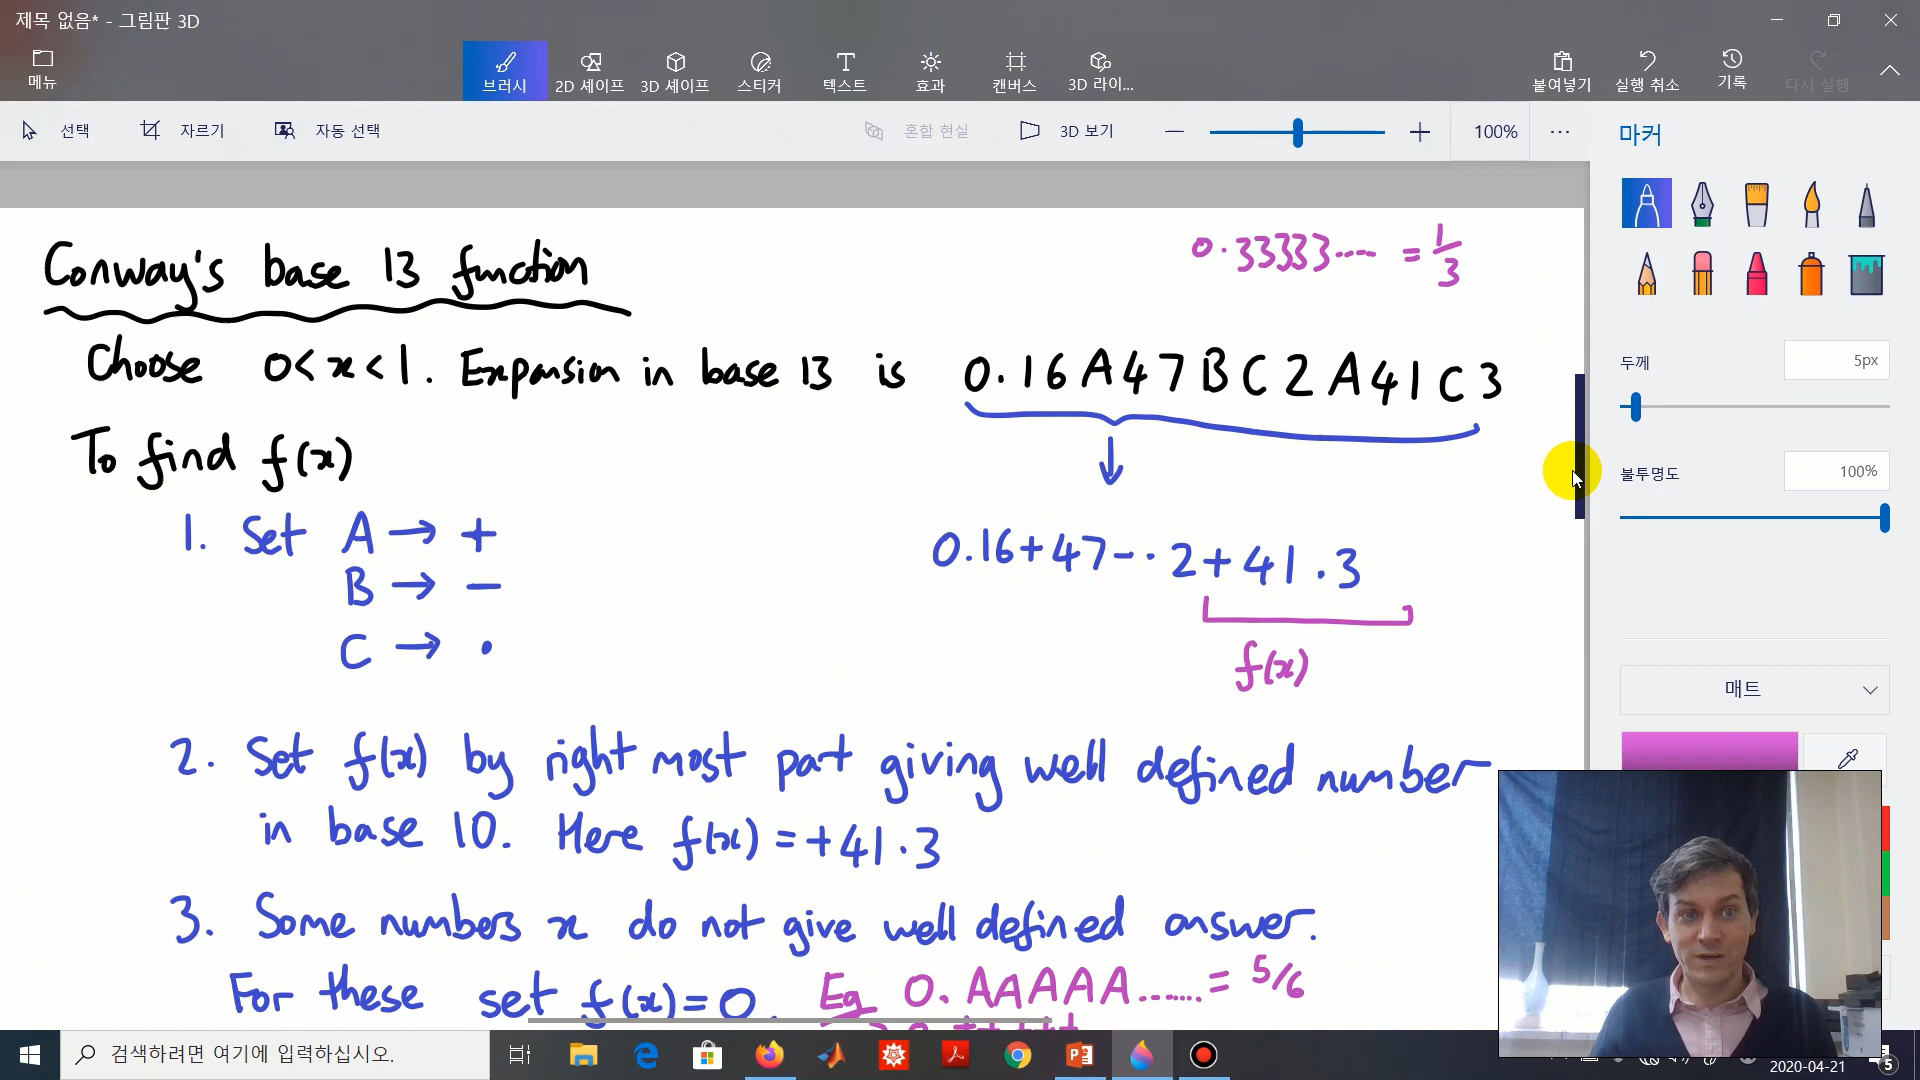 제목 없음* - 그림판 3D
메뉴
브러시
2D 셰이프
3D 셰이프
스티커
텍스트
효과
캔버스
3D 라이...
붙여넣기
실행 취소
기록
다시 실행
선택
자르기
자동 선택
혼합 현실
3D 보기
100%
마커
두께
5px
불투명도
100%
매트
0.33333.... = 1/3
Conway's base 13 function
Choose 0<x<1. Expansion in base 13 is 0.16A47BC2A41C3
To find f(x)
1. Set A → +
B → −
C → .
0.16+47-.2+41.3
f(x)
2. Set f(x) by right most part giving well defined number
in base 10. Here f(x) = +41.3
3. Some numbers x do not give well defined answer.
For these set f(x)=0. Eg 0.AAAAA....... = 5/6
검색하려면 여기에 입력하십시오.
2020-04-21
5